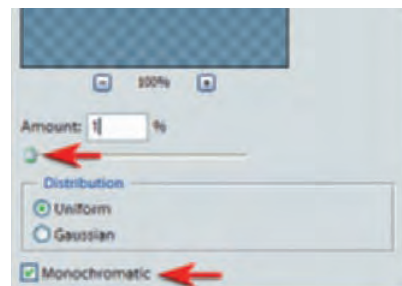 100%
Amount: 1 %
Distribution
Uniform
Gaussian
Monochromatic